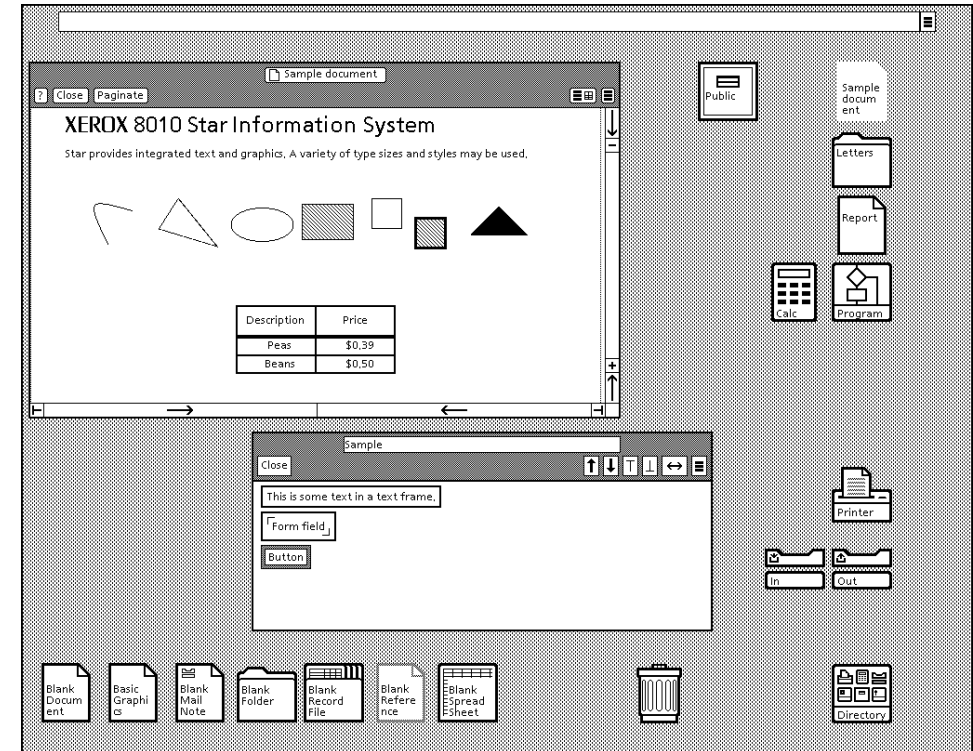 Sample document
? Close Paginate
XEROX 8010 Star Information System
Star provides integrated text and graphics. A variety of type sizes and styles may be used.
Description Price
Peas $0.39
Beans $0.50
Public
Sample
docum
ent
Letters
Report
Calc
Program
Sample
Close
This is some text in a text frame.
Form field
Button
Printer
In
Out
Blank
Docum
ent
Basic
Graphi
cs
Blank
Mail
Note
Blank
Folder
Blank
Record
File
Blank
Refere
nce
Blank
Spread
Sheet
Directory